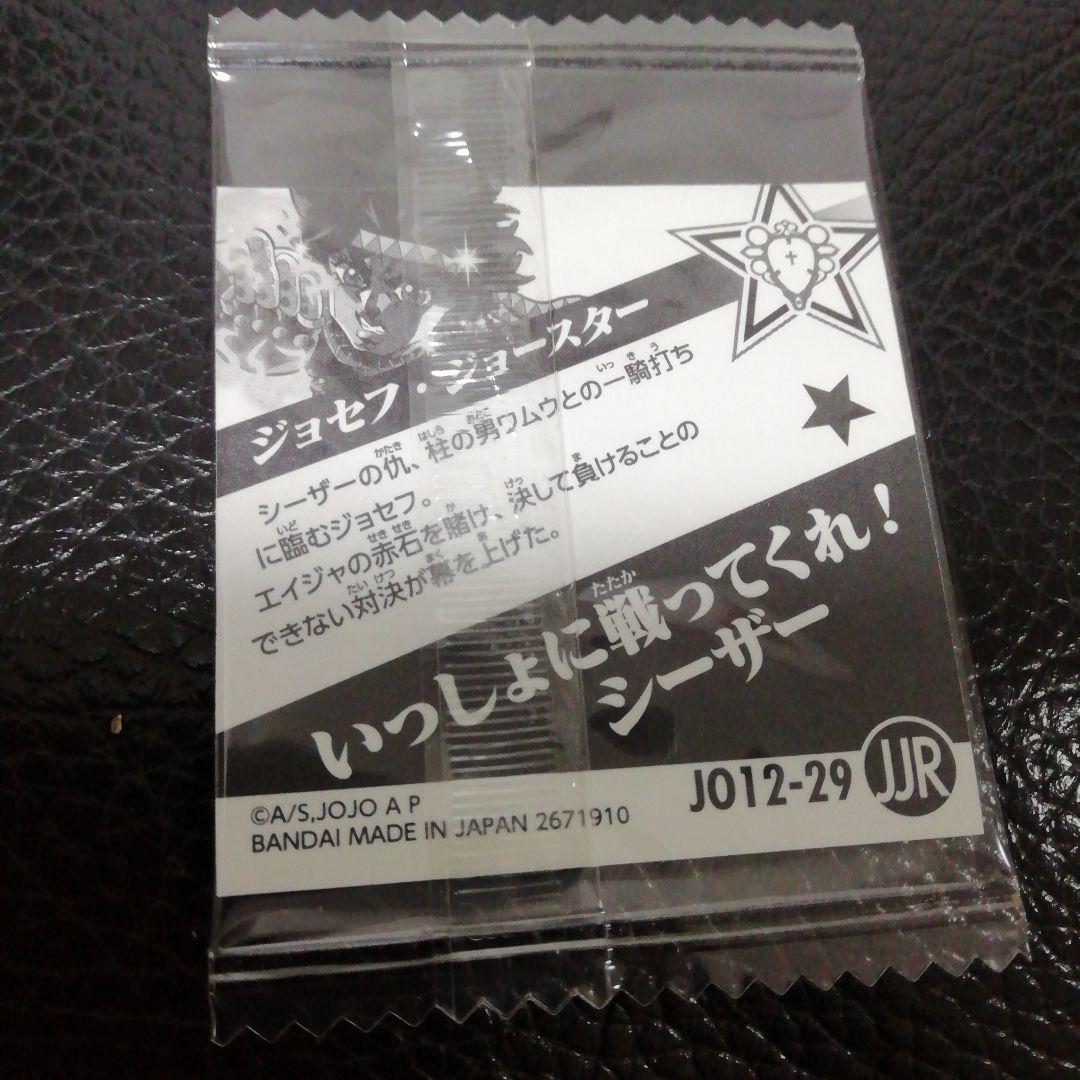 ジョセフ・ジョースター
シーザーの仇、柱の男ワムウとの一騎打ち
に臨むジョセフ。
エイジャの赤石を賭け、決して負けることの
できない対決が幕を上げた。
いっしょに戦ってくれ!
シーザー
JO12-29 JJR
©A/S,JOJO A P
BANDAI MADE IN JAPAN 2671910